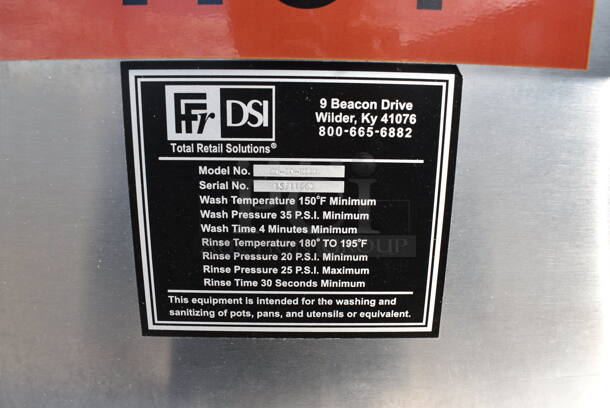 FFr DSI
Total Retail Solutions®
9 Beacon Drive
Wilder, Ky 41076
800-665-6882
Model No.
Serial No.
Wash Temperature 150°F Minimum
Wash Pressure 35 P.S.I. Minimum
Wash Time 4 Minutes Minimum
Rinse Temperature 180° TO 195°F
Rinse Pressure 20 P.S.I. Minimum
Rinse Pressure 25 P.S.I. Maximum
Rinse Time 30 Seconds Minimum
This equipment is intended for the washing and
sanitizing of pots, pans, and utensils or equivalent.